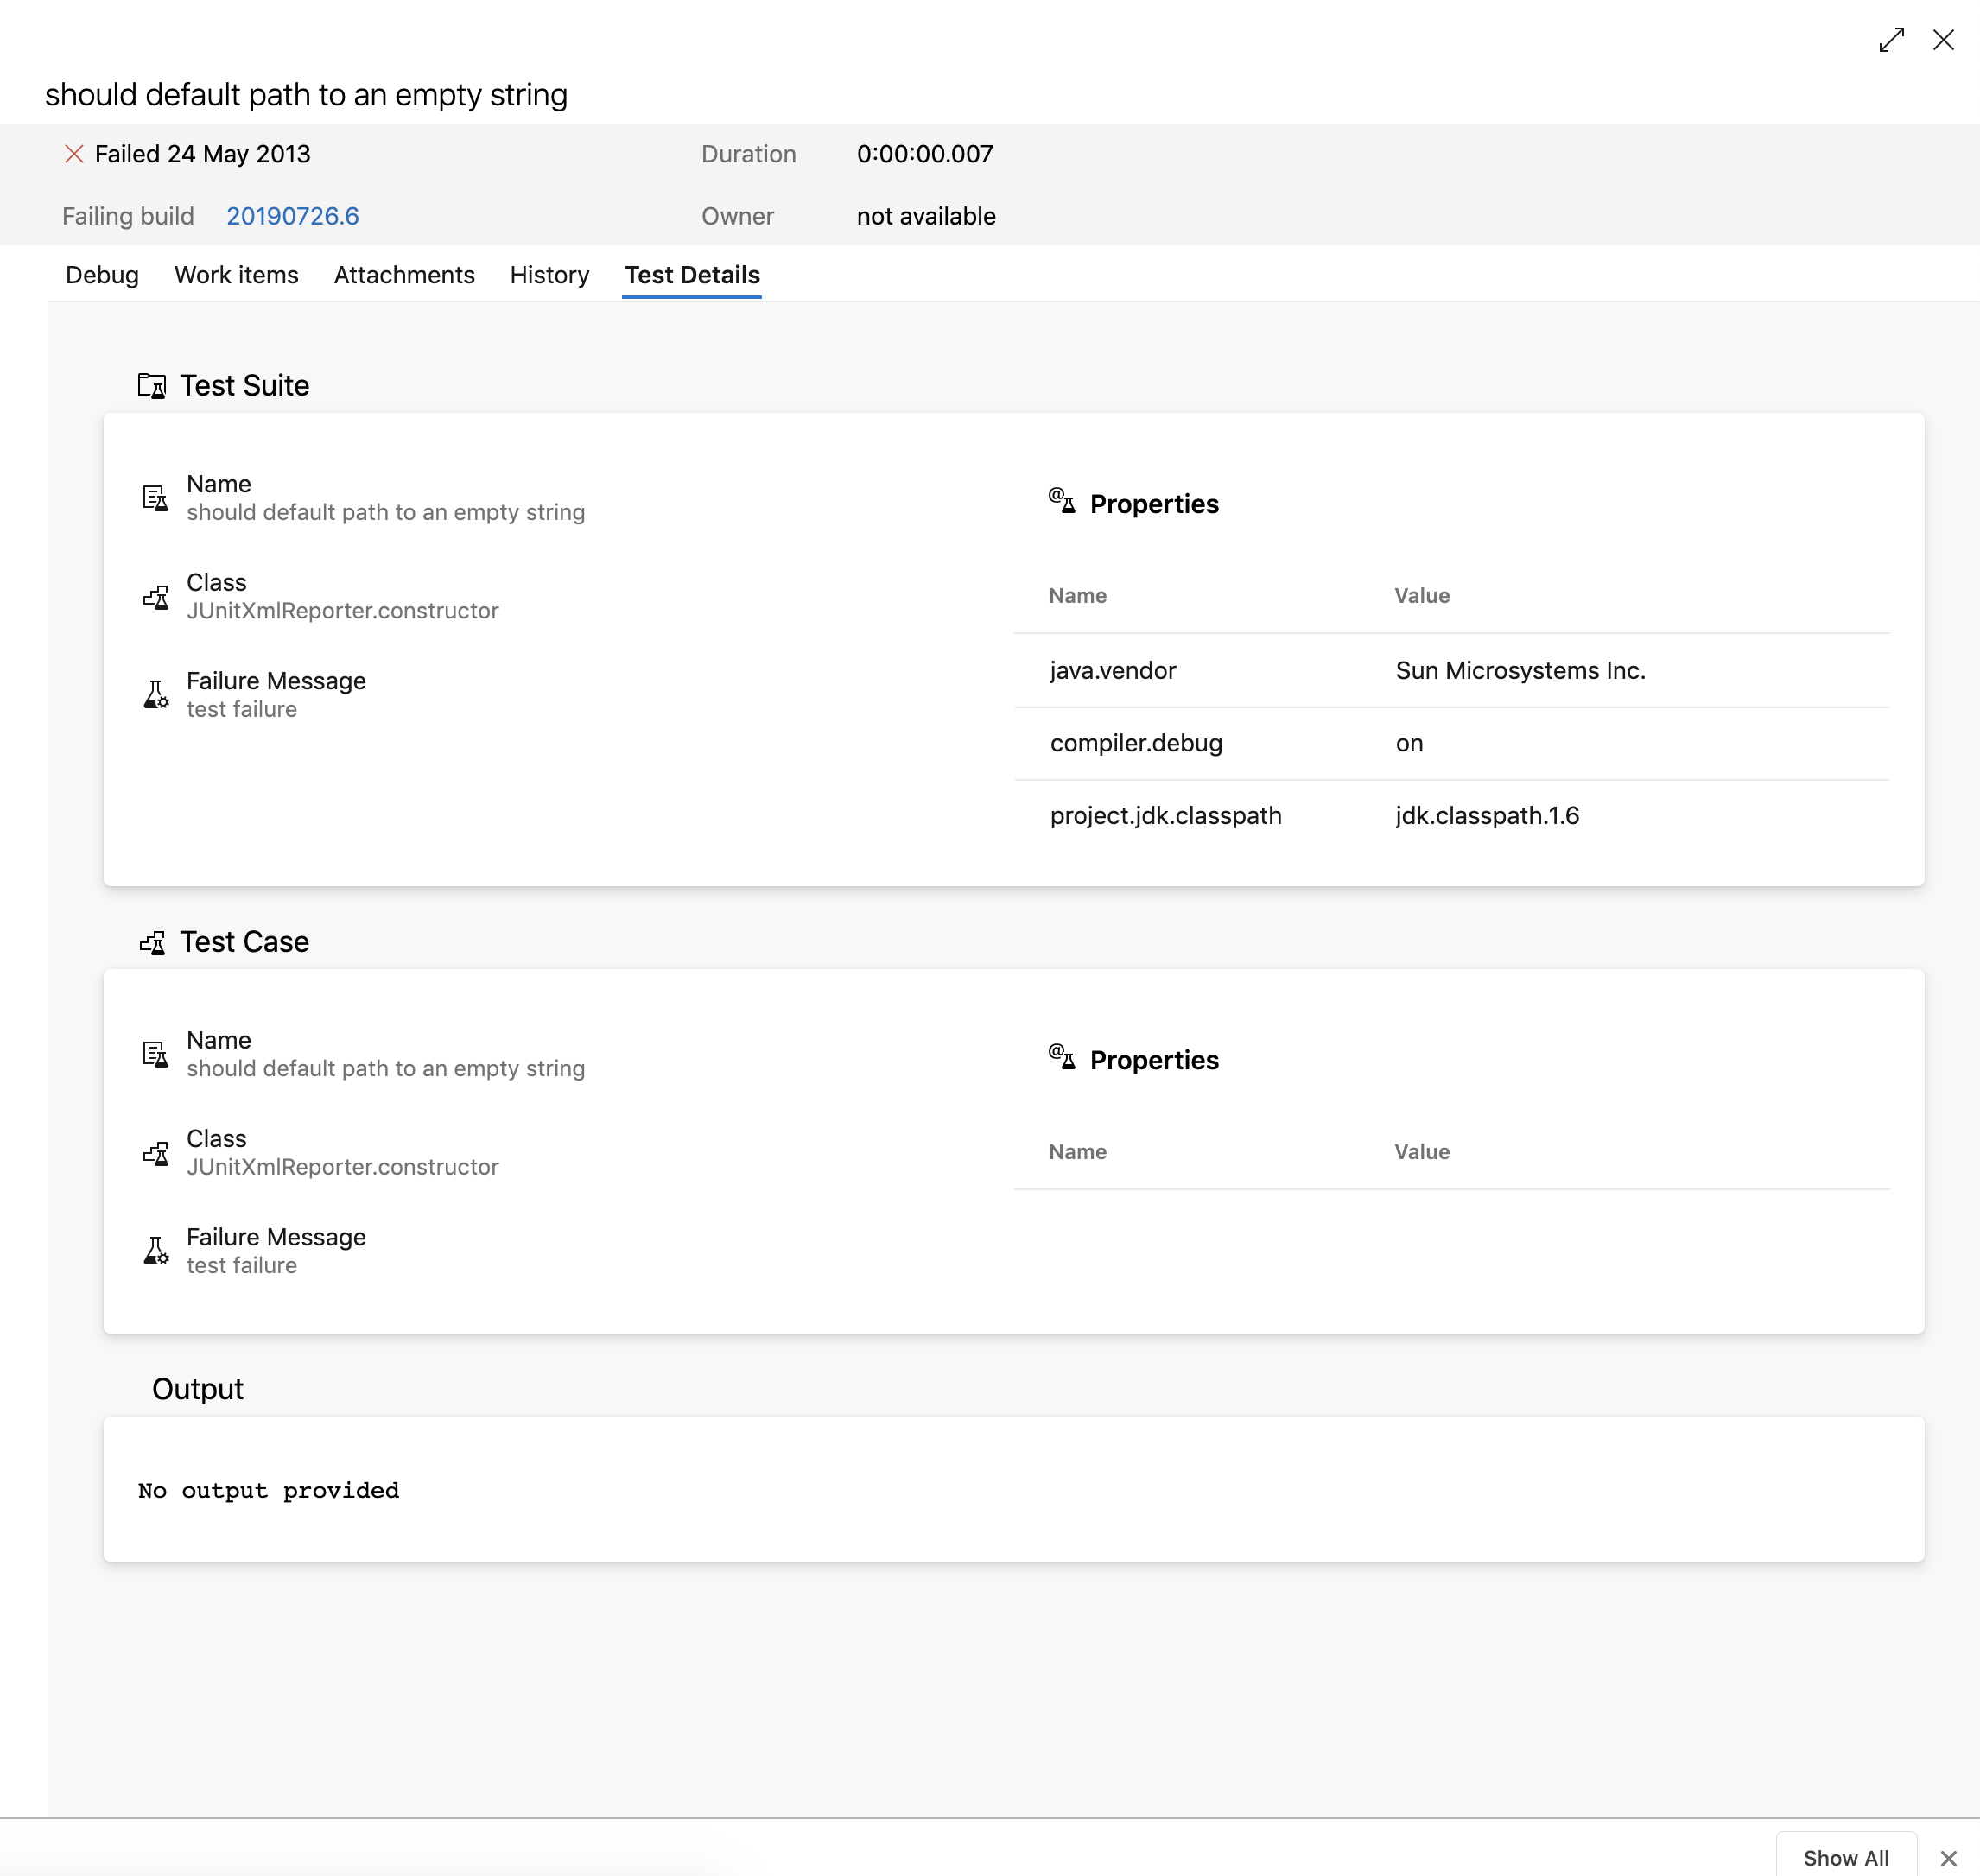 should default path to an empty string
Failed 24 May 2013 Duration 0:00:00.007
Failing build 20190726.6 Owner not available
Debug Work items Attachments History Test Details
Test Suite
Name
should default path to an empty string
Class
JUnitXmlReporter.constructor
Failure Message
test failure
Properties
Name Value
java.vendor Sun Microsystems Inc.
compiler.debug on
project.jdk.classpath jdk.classpath.1.6
Test Case
Name
should default path to an empty string
Class
JUnitXmlReporter.constructor
Failure Message
test failure
Properties
Name Value
Output
No output provided
Show All